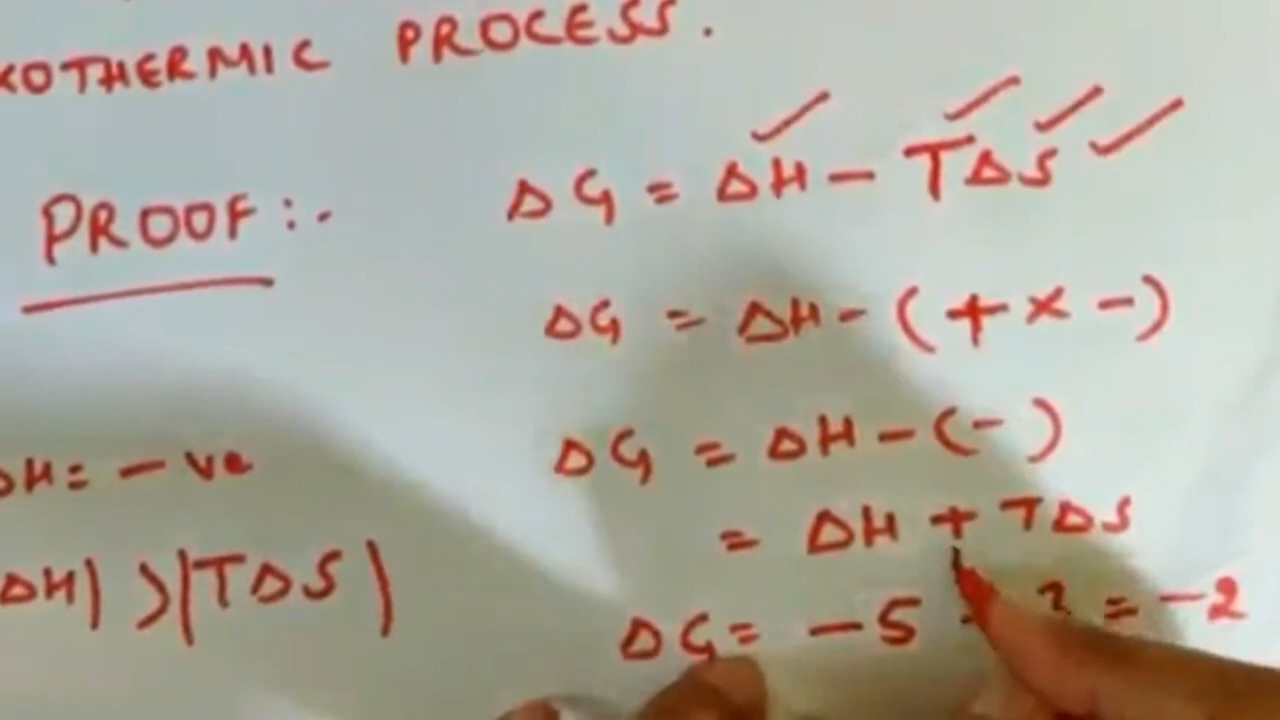 XOTHERMIC PROCESS.
PROOF :-
ΔG = ΔH - TΔS
ΔG = ΔH - ( + × - )
ΔG = ΔH - ( - )
= ΔH + TΔS
ΔG = -5 + 3 = -2
ΔH = - ve
ΔH| >|TΔS|